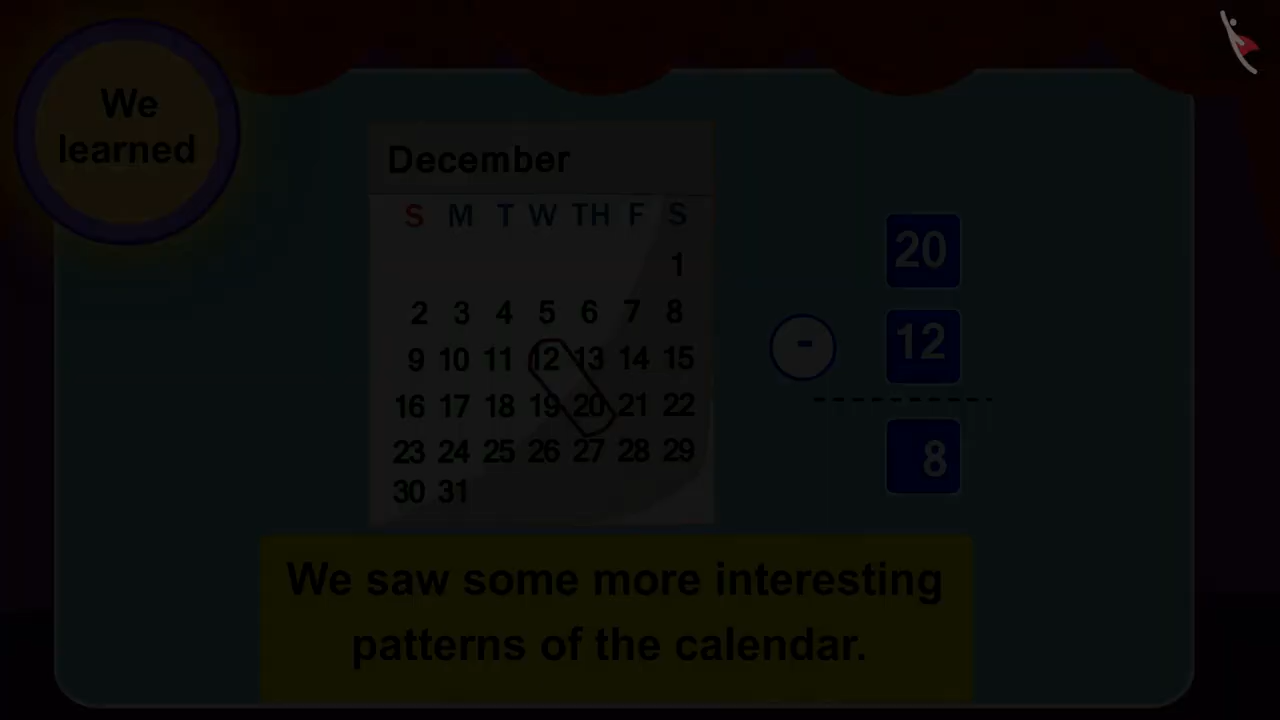 We
learned
December
S M T W TH F S
1
2 3 4 5 6 7 8
9 10 11 12 13 14 15
16 17 18 19 20 21 22
23 24 25 26 27 28 29
30 31
20
- 12
8
We saw some more interesting
patterns of the calendar.